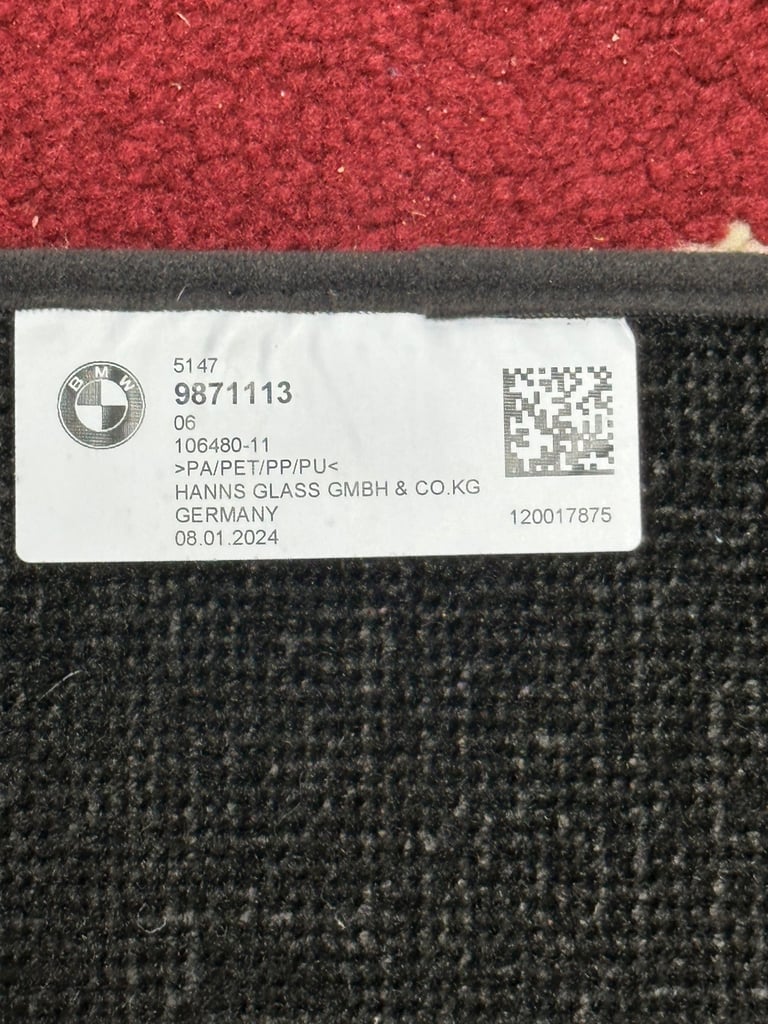 BMW
5147
9871113
06
106480-11
>PA/PET/PP/PU<
HANNS GLASS GMBH & CO.KG
GERMANY
08.01.2024
120017875